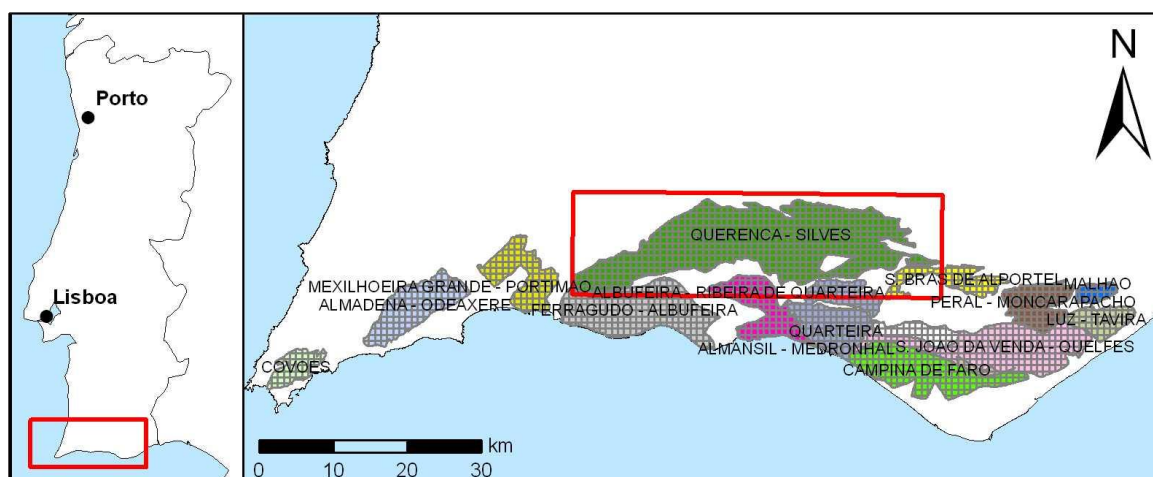 Porto
Lisboa
N
QUERENCA - SILVES
S. BRAS DE ALPORTEL
MALHAO
MEXILHOEIRA GRANDE - PORTIMAO
ALBUFEIRA - RIBEIRA DE QUARTEIRA
PERAL - MONCARAPACHO
ALMADENA - ODEAXERE
FERRAGUDO - ALBUFEIRA
LUZ - TAVIRA
QUARTEIRA
ALMANSIL - MEDRONHAL
S. JOAO DA VENDA - QUELFES
COVOES
CAMPINA DE FARO
km
0 10 20 30